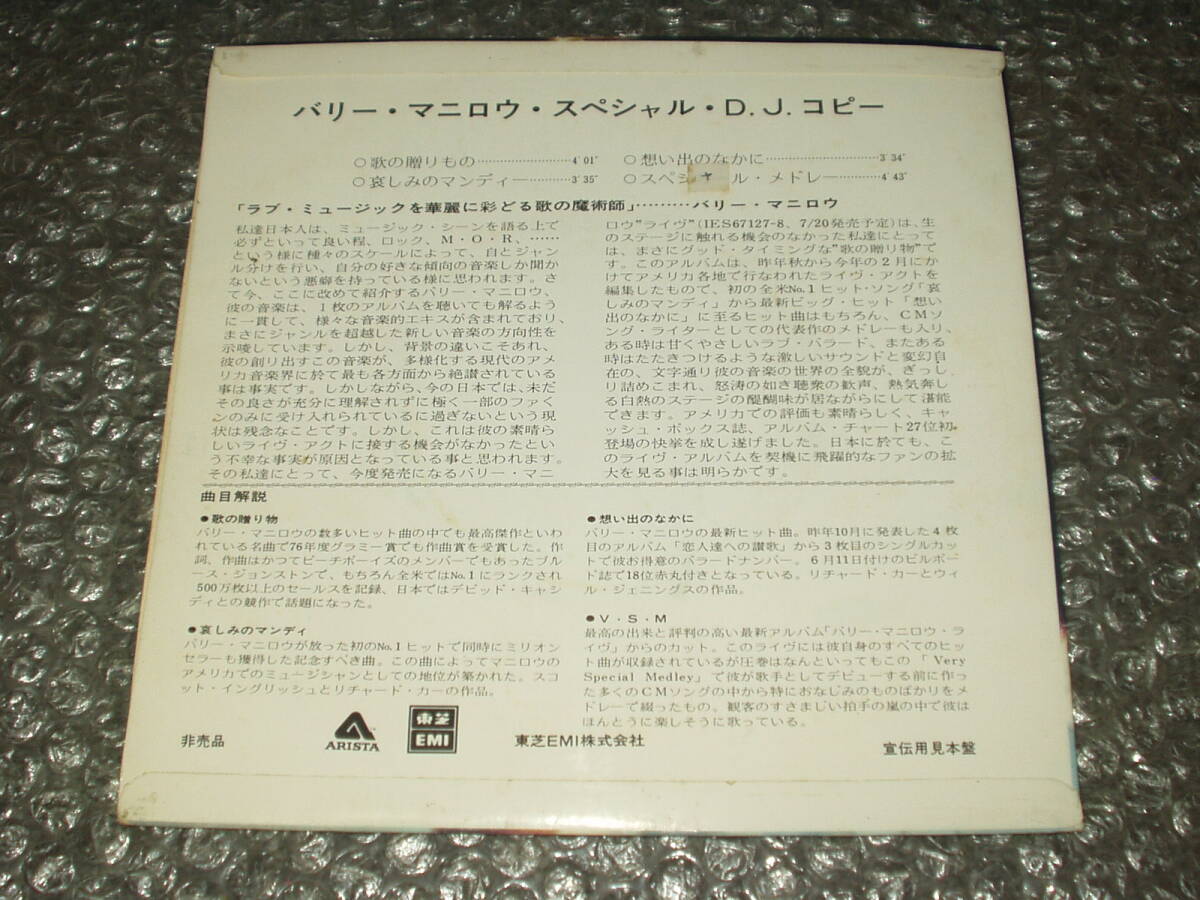 バリー・マニロウ・スペシャル・D.J.コピー
○歌の贈りもの……………………4′01″
○哀しみのマンディー………3′35″
○想い出のなかに……………………3′34″
○スペシャル・メドレー………4′43″
「ラブ・ミュージックを華麗に彩どる歌の魔術師」………バリー・マニロウ
私達日本人は、ミュージック・シーンを語る上で
必ずといって良い程、ロック、M・O・R、……
という様に種々のスケールによって、自とジャン
ル分けを行い、自分の好きな傾向の音楽しか聞か
ないという悪癖を持っている様に思われます。さ
て今、ここに改めて紹介するバリー・マニロウ、
彼の音楽は、1枚のアルバムを聴いても解るよう
に一貫して、様々な音楽的エキスが含まれており、
まさにジャンルを超越した新しい音楽の方向性を
示唆しています。しかし、背景の違いこそあれ、
彼の創り出すこの音楽が、多様化する現代のアメ
リカ音楽界に於て最も各方面から絶讃されている
事は事実です。しかしながら、今の日本では、未だ
その良さが充分に理解されずに極く一部のファく
ンのみに受け入れられているに過ぎないという現
状は残念なことです。しかし、これは彼の素晴ら
しいライヴ・アクトに接する機会がなかったとい
う不幸な事実が原因となっている事と思われます。
その私達にとって、今度発売になるバリー・マニ
ロウ"ライヴ"(IES67127-8、7/20発売予定)は、生
のステージに触れる機会のなかった私達にとって
は、まさにグッド・タイミングな"歌の贈り物"で
す。このアルバムは、昨年秋から今年の2月にか
けてアメリカ各地で行なわれたライヴ・アクトを
編集したもので、初の全米No.1ヒット・ソング「哀
しみのマンディ」から最新ビッグ・ヒット「想い
出のなかに」に至るヒット曲はもちろん、CMソ
ング・ライターとしての代表作のメドレーも入り、
ある時は甘くやさしいラブ・バラード、またある
時はたたきつけるような激しいサウンドと変幻自
在の、文字通り彼の音楽の世界の全貌が、ぎっし
り詰めこまれ、怒涛の如き聴衆の歓声、熱気奔し
る白熱のステージの醍醐味が居ながらにして堪能
できます。アメリカでの評価も素晴らしく、キャ
ッシュ・ボックス誌、アルバム・チャート27位初
登場の快挙を成し遂げました。日本に於ても、こ
のライヴ・アルバムを契機に飛躍的なファンの拡
大を見る事は明らかです。
曲目解説
●歌の贈り物
バリー・マニロウの数多いヒット曲の中でも最高傑作といわ
れている名曲で76年度グラミー賞でも作曲賞を受賞した。作
詞、作曲はかつてビーチボーイズのメンバーでもあったブル
ース・ジョンストンで、もちろん全米ではNo.1にランクされ
500万枚以上のセールスを記録、日本ではデビッド・キャシ
ディとの競作で話題になった。
●哀しみのマンディ
バリー・マニロウが放った初のNo.1ヒットで同時にミリオン
セラーも獲得した記念すべき曲。この曲によってマニロウの
アメリカでのミュージシャンとしての地位が築かれた。スコ
ット・イングリッシュとリチャード・カーの作品。
●想い出のなかに
バリー・マニロウの最新ヒット曲。昨年10月に発表した4枚
目のアルバム「恋人達への讃歌」から3枚目のシングルカッ
トで彼お得意のバラードナンバー。6月11日付けのビルボー
ド誌で18位赤丸付きとなっている。リチャード・カーとウィ
ル・ジェニングスの作品。
●V・S・M
最高の出来と評判の高い最新アルバム「バリー・マニロウ・ラ
イヴ」からのカット。このライヴには彼自身のすべてのヒッ
ト曲が収録されているが圧巻はなんといってもこの「Very
Special Medley」で彼が歌手としてデビューする前に作っ
た多くのCMソングの中から特におなじみのものばかりをメ
ドレーで綴ったもの。観客のすさまじい拍手の嵐の中で彼は
ほんとうに楽しそうに歌っている。
非売品
ARISTA
東芝
EMI
東芝EMI株式会社
宣伝用見本盤